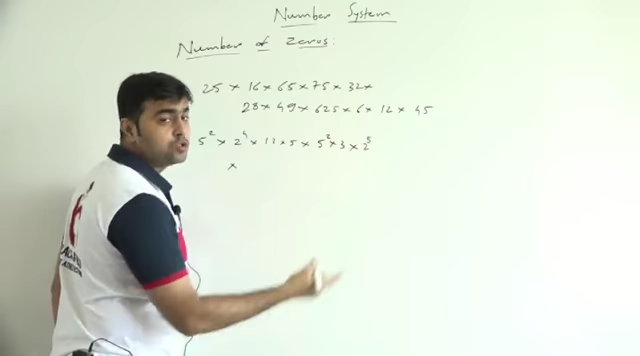 Number System
Number of Zeros:
25 × 16 × 65 × 75 × 32 ×
28 × 49 × 625 × 6 × 12 × 45
5² × 2⁴ × 13 × 5 × 5² × 3 × 2⁵
×